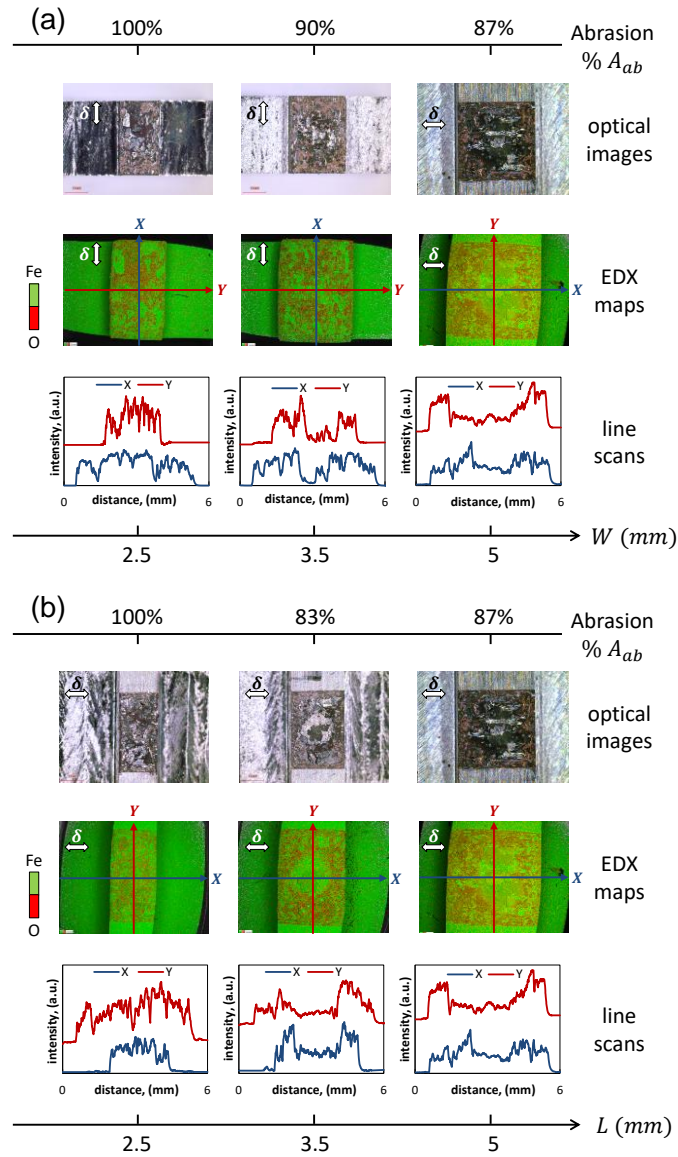 (a)
100% 90% 87% Abrasion
% A_ab
δ δ δ optical
images
X X Y
δ δ δ
Fe
O
Y Y X
EDX
maps
X Y X Y X Y
intensity, (a.u.) intensity, (a.u.) intensity, (a.u.)
line
scans
0 6 0 6 0 6
distance, (mm) distance, (mm) distance, (mm)
W (mm)
2.5 3.5 5
(b)
100% 83% 87% Abrasion
% A_ab
δ δ δ optical
images
Y Y Y
δ δ δ
Fe
O
X X X
EDX
maps
X Y X Y X Y
intensity, (a.u.) intensity, (a.u.) intensity, (a.u.)
line
scans
0 6 0 6 0 6
distance, (mm) distance, (mm) distance, (mm)
L (mm)
2.5 3.5 5